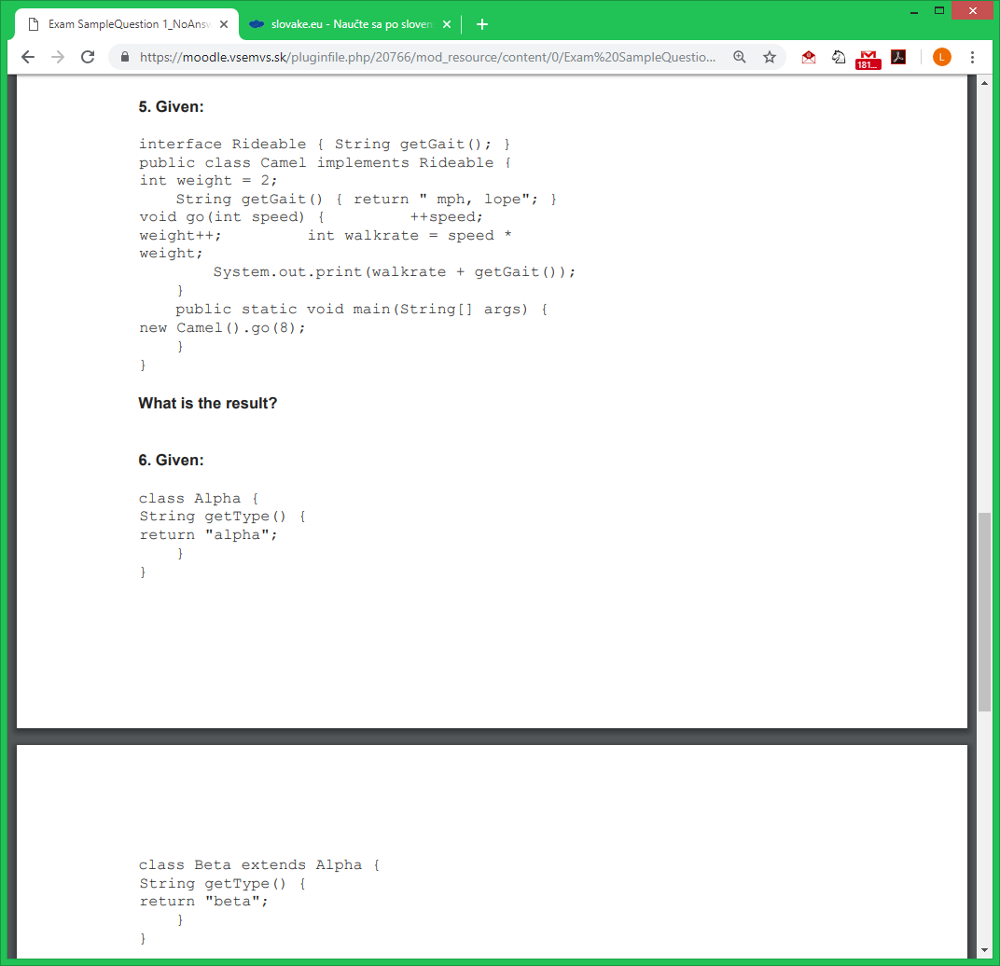 Exam SampleQuestion 1_NoAnsw
slovake.eu - Naučte sa po sloven
https://moodle.vsemvs.sk/pluginfile.php/20766/mod_resource/content/0/Exam%20SampleQuestio...
181...
L
5. Given:
interface Rideable { String getGait(); }
public class Camel implements Rideable {
int weight = 2;
String getGait() { return " mph, lope"; }
void go(int speed) { ++speed;
weight++; int walkrate = speed *
weight;
System.out.print(walkrate + getGait());
}
public static void main(String[] args) {
new Camel().go(8);
}
}
What is the result?
6. Given:
class Alpha {
String getType() {
return "alpha";
}
}
class Beta extends Alpha {
String getType() {
return "beta";
}
}